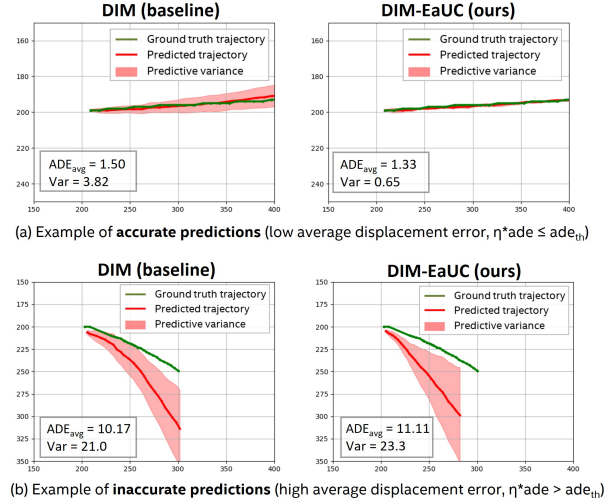 DIM (baseline)
DIM-EaUC (ours)
Ground truth trajectory
Predicted trajectory
Predictive variance
Ground truth trajectory
Predicted trajectory
Predictive variance
160
180
200
220
240
160
180
200
220
240
ADEavg = 1.50
Var = 3.82
ADEavg = 1.33
Var = 0.65
150 200 250 300 350 400
150 200 250 300 350 400
(a) Example of accurate predictions (low average displacement error, η*ade ≤ adeth)
DIM (baseline)
DIM-EaUC (ours)
Ground truth trajectory
Predicted trajectory
Predictive variance
Ground truth trajectory
Predicted trajectory
Predictive variance
150
175
200
225
250
275
300
325
350
150
175
200
225
250
275
300
325
350
ADEavg = 10.17
Var = 21.0
ADEavg = 11.11
Var = 23.3
150 200 250 300 350 400
150 200 250 300 350 400
(b) Example of inaccurate predictions (high average displacement error, η*ade > adeth)